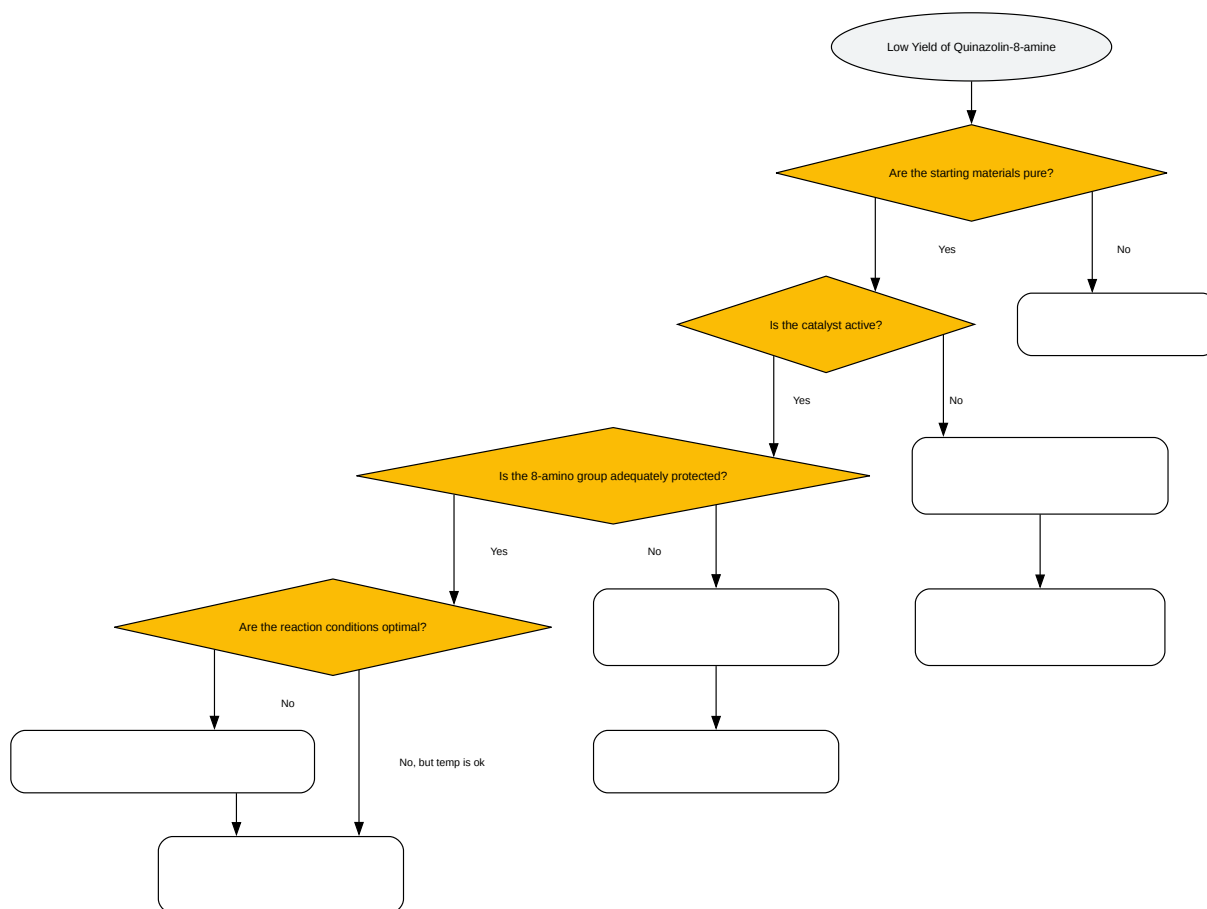 Low Yield of Quinazolin-8-amine
Are the starting materials pure?
Yes
No
Is the catalyst active?
Yes
No
Is the 8-amino group adequately protected?
Yes
No
Are the reaction conditions optimal?
No
No, but temp is ok